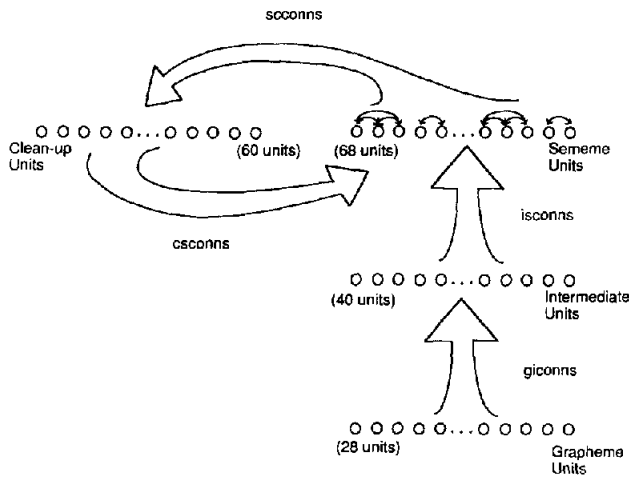 scconns
Clean-up
Units
(60 units)
(68 units)
Sememe
Units
csconns
isconns
(40 units)
Intermediate
Units
giconns
(28 units)
Grapheme
Units